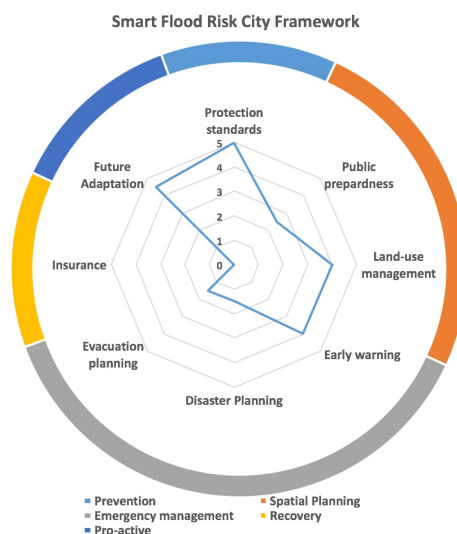 Smart Flood Risk City Framework
Protection
standards
Public
prepardness
Land-use
management
Early warning
Disaster Planning
Evacuation
planning
Insurance
Future
Adaptation
5
4
3
2
1
0
Prevention
Spatial Planning
Emergency management
Recovery
Pro-active